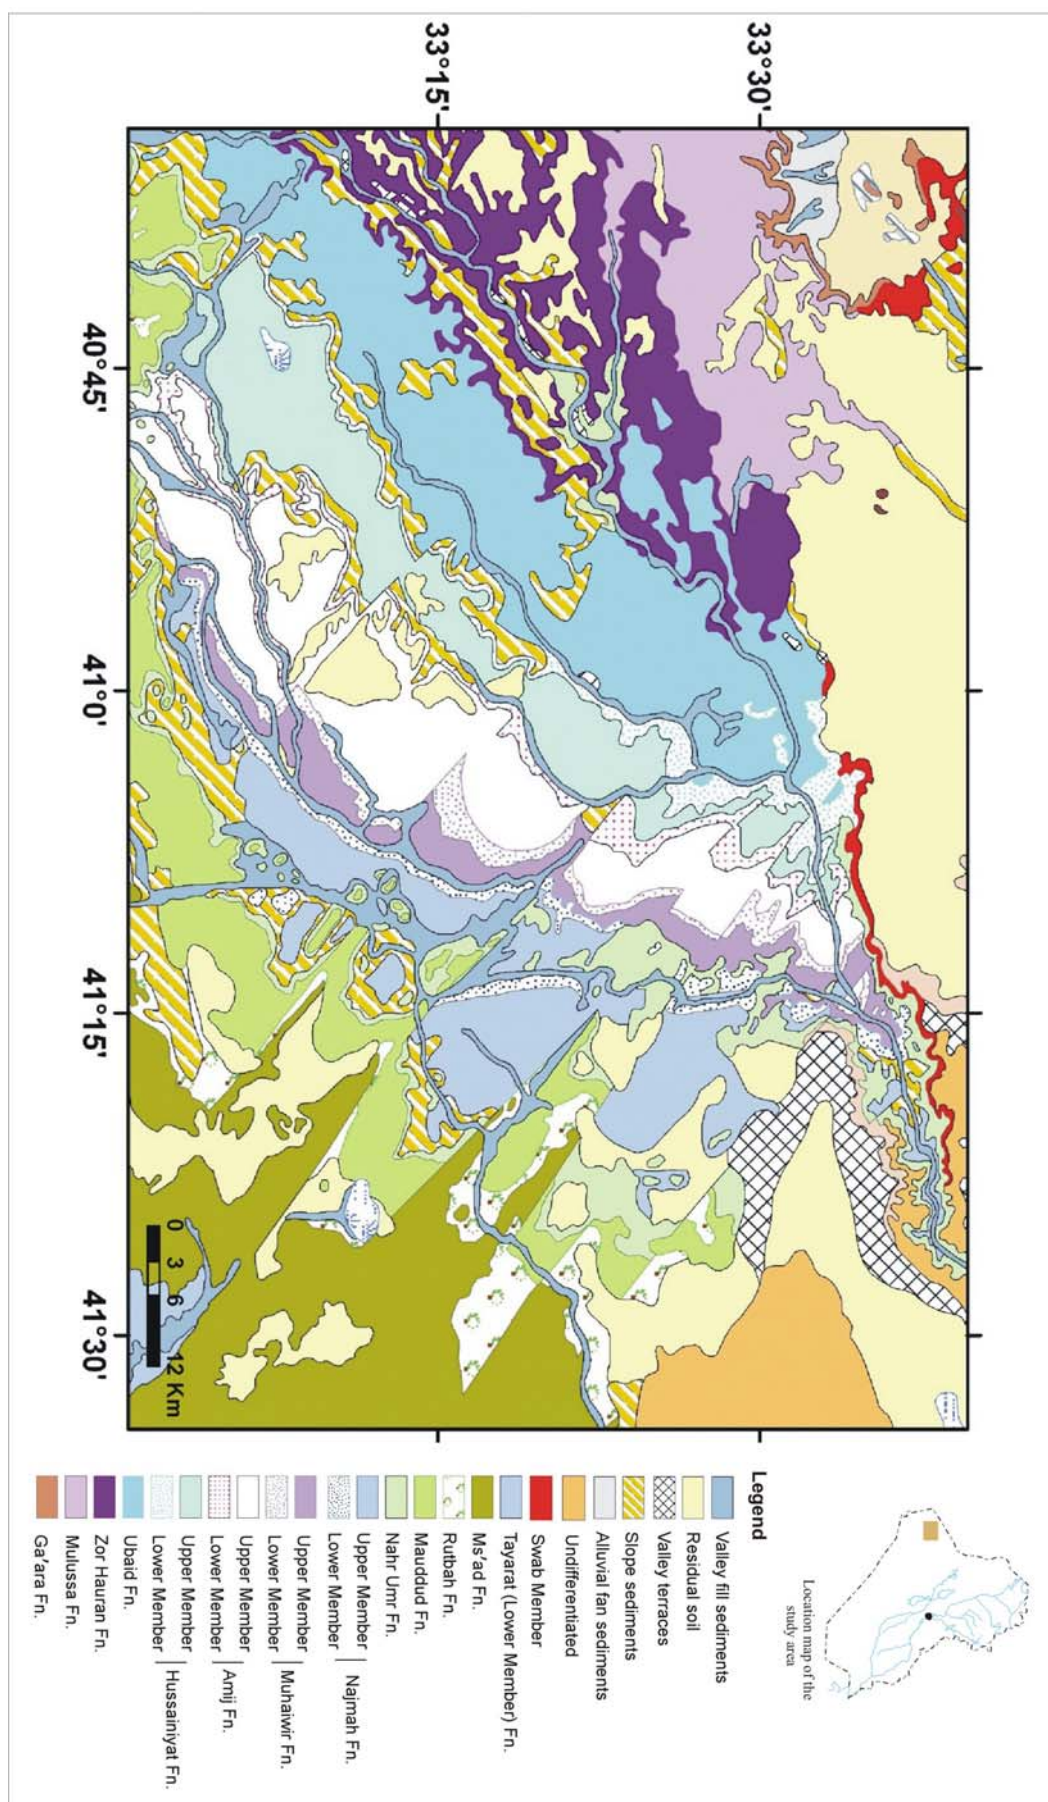 33°15'
33°30'
40°45'
41°0'
41°15'
41°30'
0 3 6 12 Km
Location map of the
study area
Legend
Valley fill sediments
Residual soil
Valley terraces
Slope sediments
Alluvial fan sediments
Undifferentiated
Swab Member
Tayarat (Lower Member) Fn.
Ms'ad Fn.
Rutbah Fn.
Mauddud Fn.
Nahr Umr Fn.
Upper Member
Lower Member
Najmah Fn.
Upper Member
Lower Member
Muhaiwir Fn.
Upper Member
Lower Member
Amij Fn.
Upper Member
Lower Member
Hussainiyat Fn.
Ubaid Fn.
Zor Hauran Fn.
Mulussa Fn.
Ga'ara Fn.